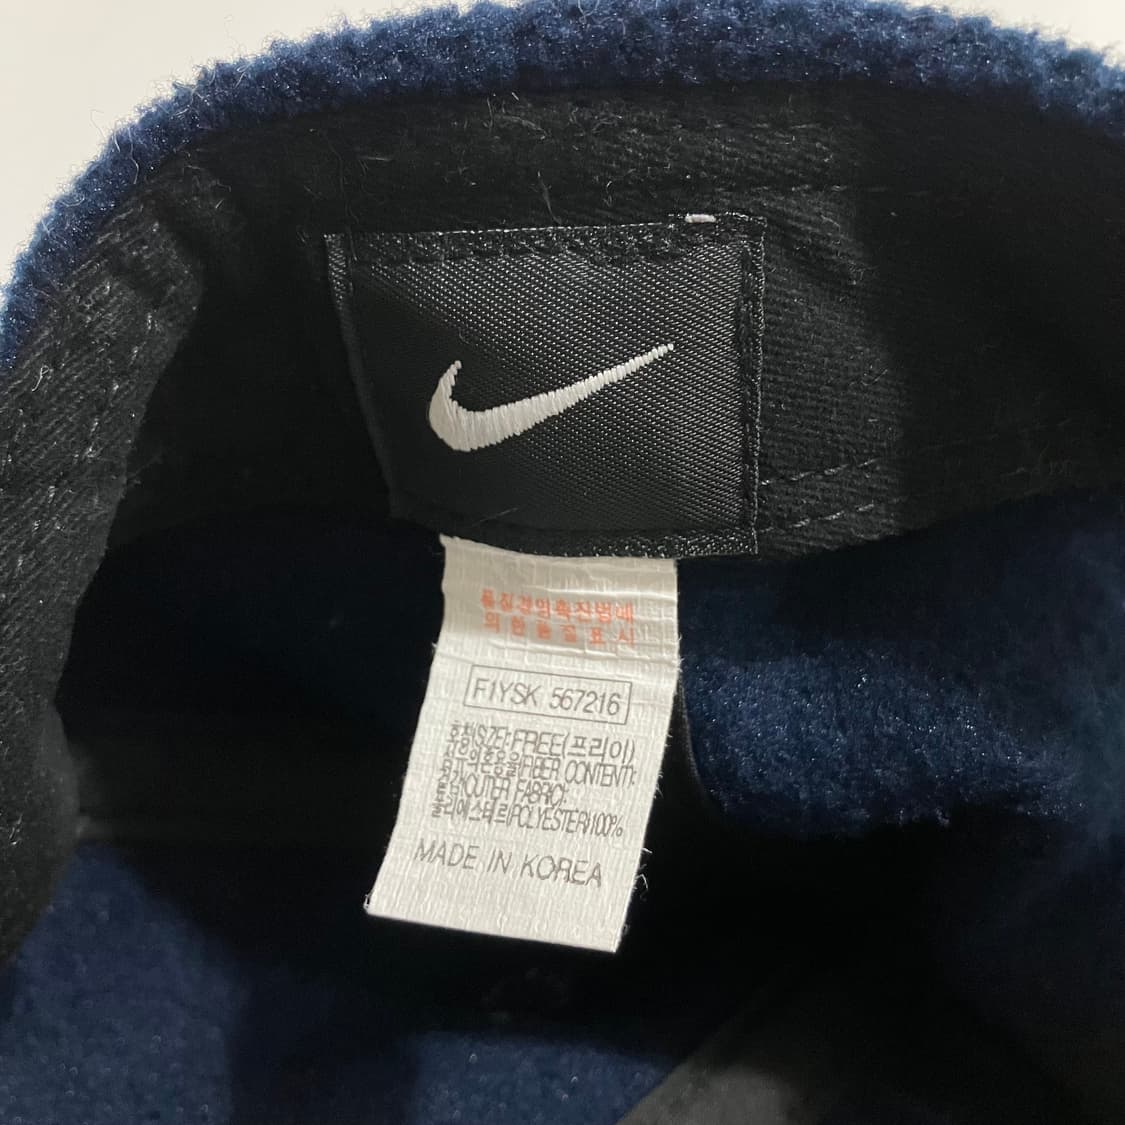 품질경영촉진법에
의한품질표시
F1YSK 567216
호칭(SIZE):FREE(프리이)
섬유의혼용율(FIBER CONTENT):
겉감(OUTER FABRIC):
폴리에스테르(POLYESTER)100%
MADE IN KOREA